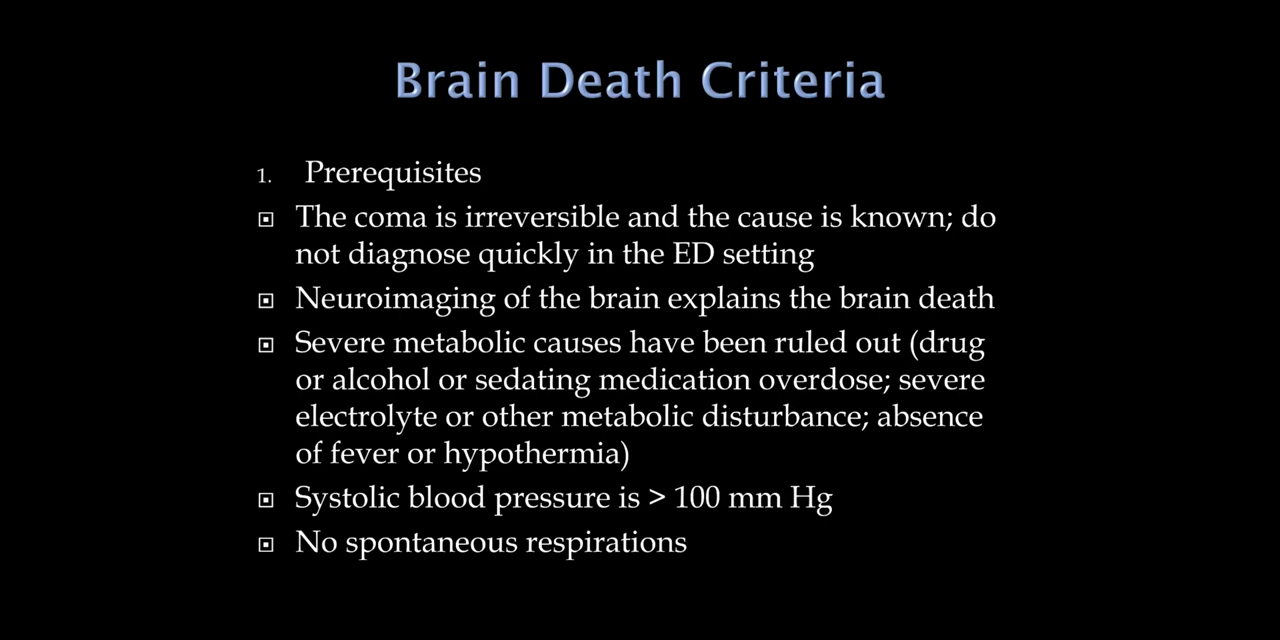 Brain Death Criteria
1. Prerequisites
The coma is irreversible and the cause is known; do
not diagnose quickly in the ED setting
Neuroimaging of the brain explains the brain death
Severe metabolic causes have been ruled out (drug
or alcohol or sedating medication overdose; severe
electrolyte or other metabolic disturbance; absence
of fever or hypothermia)
Systolic blood pressure is > 100 mm Hg
No spontaneous respirations